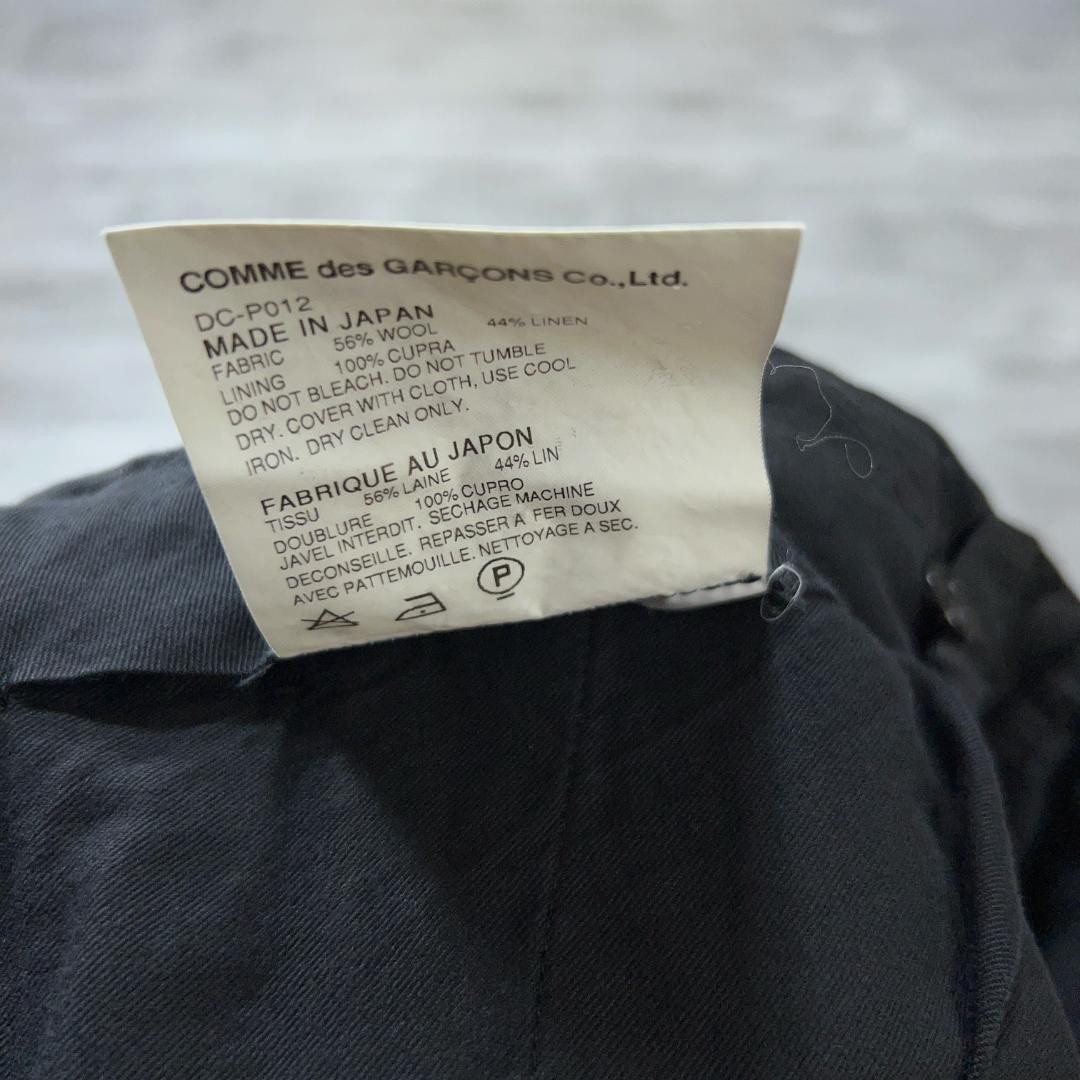 COMME des GARÇONS Co.,Ltd.
DC-P012
MADE IN JAPAN
FABRIC 56% WOOL 44% LINEN
LINING 100% CUPRA
DO NOT BLEACH. DO NOT TUMBLE
DRY. COVER WITH CLOTH, USE COOL
IRON. DRY CLEAN ONLY.
FABRIQUE AU JAPON
TISSU 56% LAINE 44% LIN
DOUBLURE 100% CUPRO
JAVEL INTERDIT. SECHAGE MACHINE
DECONSEILLE. REPASSER A FER DOUX
AVEC PATTEMOUILLE. NETTOYAGE A SEC.
P